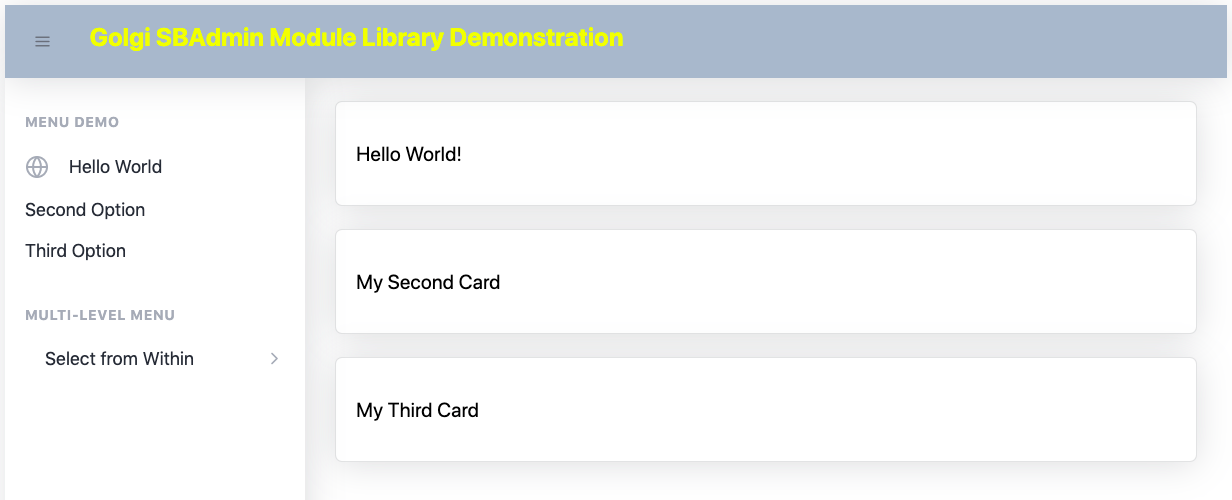 Golgi SBAdmin Module Library Demonstration
MENU DEMO
Hello World
Second Option
Third Option
MULTI-LEVEL MENU
Select from Within
Hello World!
My Second Card
My Third Card